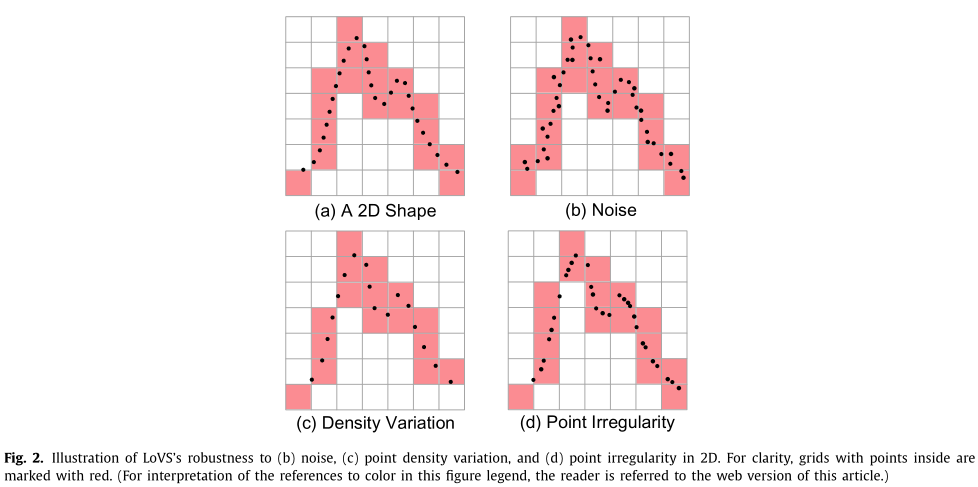 (a) A 2D Shape
(b) Noise
(c) Density Variation
(d) Point Irregularity
Fig. 2. Illustration of LoVS's robustness to (b) noise, (c) point density variation, and (d) point irregularity in 2D. For clarity, grids with points inside are
marked with red. (For interpretation of the references to color in this figure legend, the reader is referred to the web version of this article.)